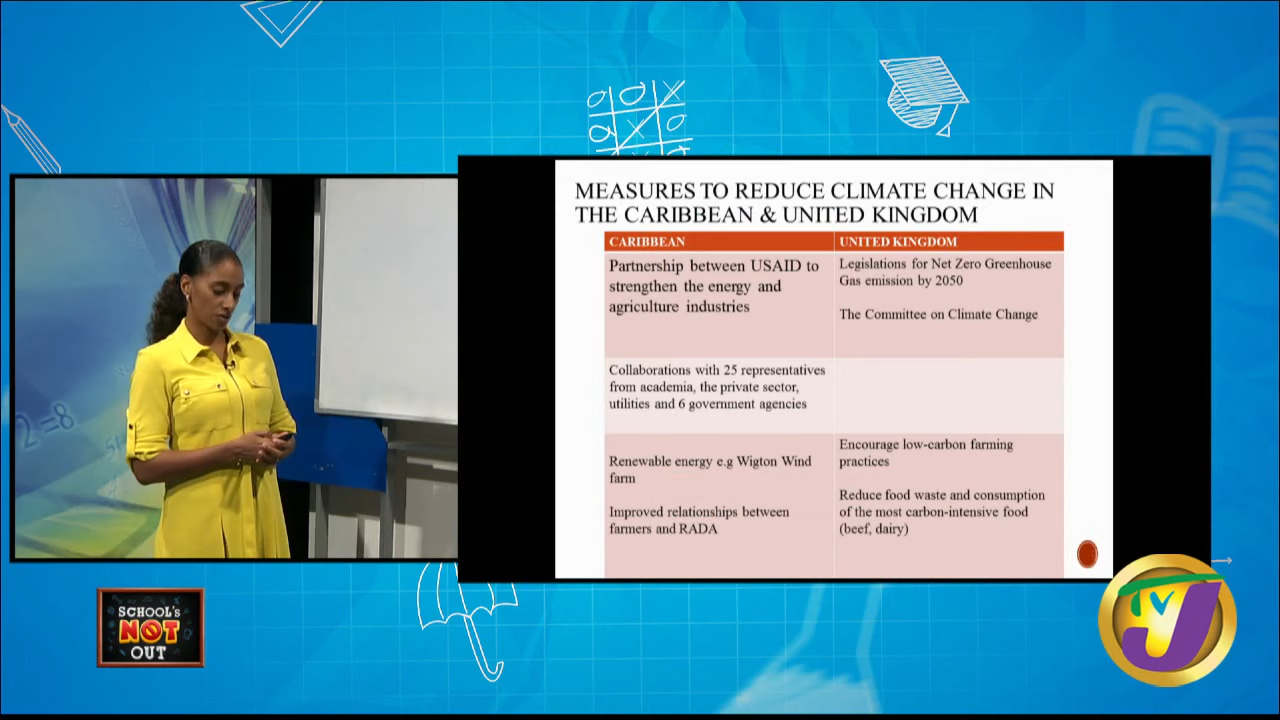 MEASURES TO REDUCE CLIMATE CHANGE IN
THE CARIBBEAN & UNITED KINGDOM
CARIBBEAN
UNITED KINGDOM
Partnership between USAID to
strengthen the energy and
agriculture industries
Legislations for Net Zero Greenhouse
Gas emission by 2050
The Committee on Climate Change
Collaborations with 25 representatives
from academia, the private sector,
utilities and 6 government agencies
Renewable energy e.g Wigton Wind
farm
Improved relationships between
farmers and RADA
Encourage low-carbon farming
practices
Reduce food waste and consumption
of the most carbon-intensive food
(beef, dairy)
2=8
SCHOOL'S
NOT
OUT
TVJ